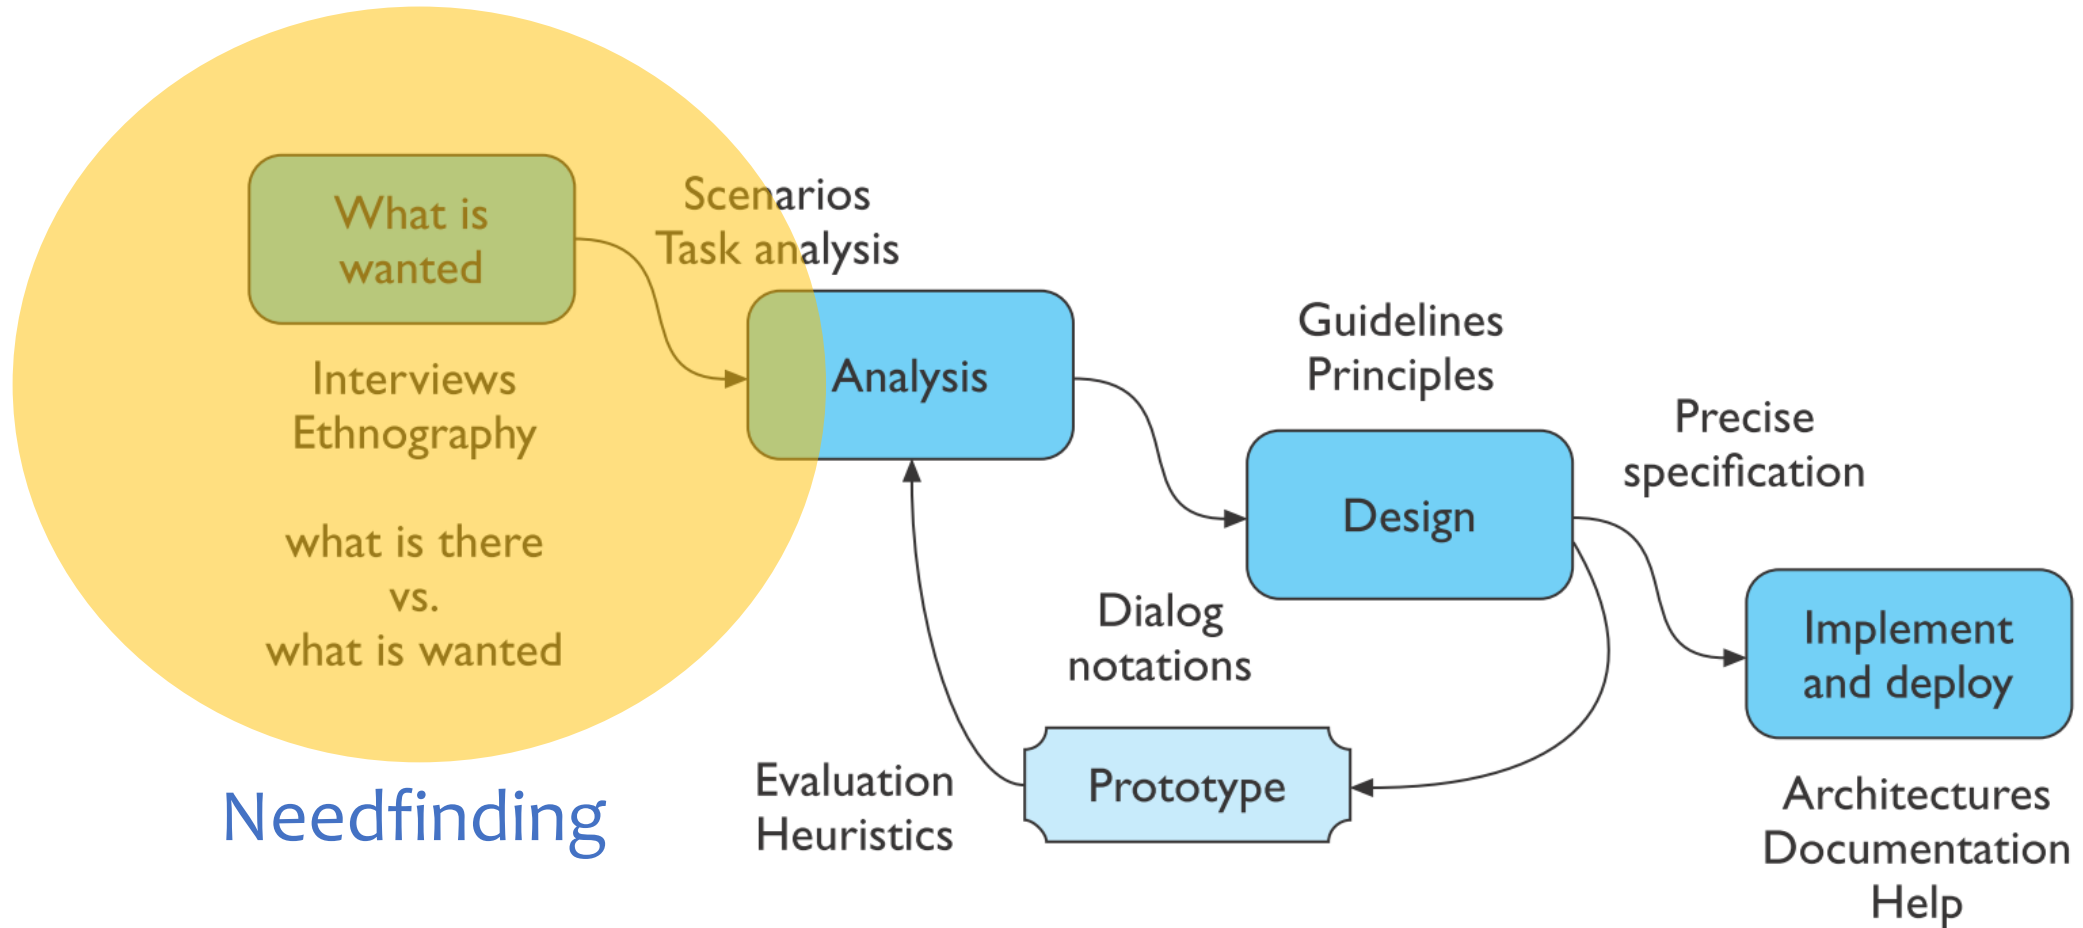 What is
wanted
Interviews
Ethnography
what is there
vs.
what is wanted
Needfinding
Scenarios
Task analysis
Analysis
Guidelines
Principles
Design
Precise
specification
Dialog
notations
Prototype
Evaluation
Heuristics
Implement
and deploy
Architectures
Documentation
Help